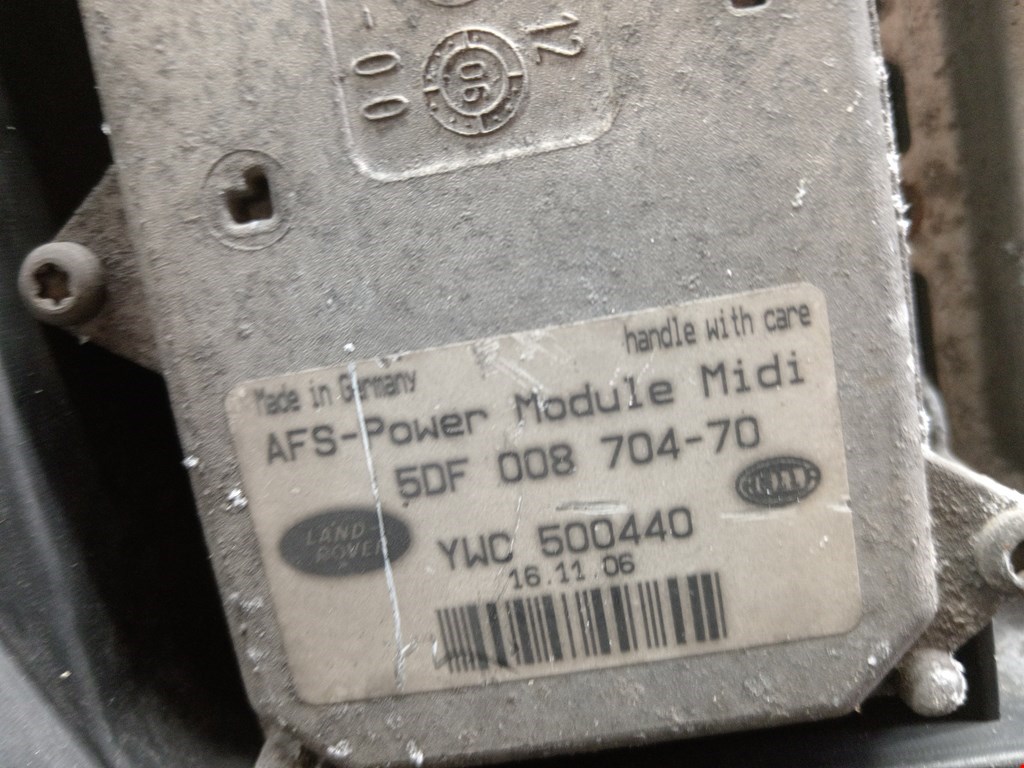 12
06
00
Made in Germany
handle with care
AFS-Power Module Midi
5DF 008 704-70
LAND-
ROVER
YWC 500440
16.11.06